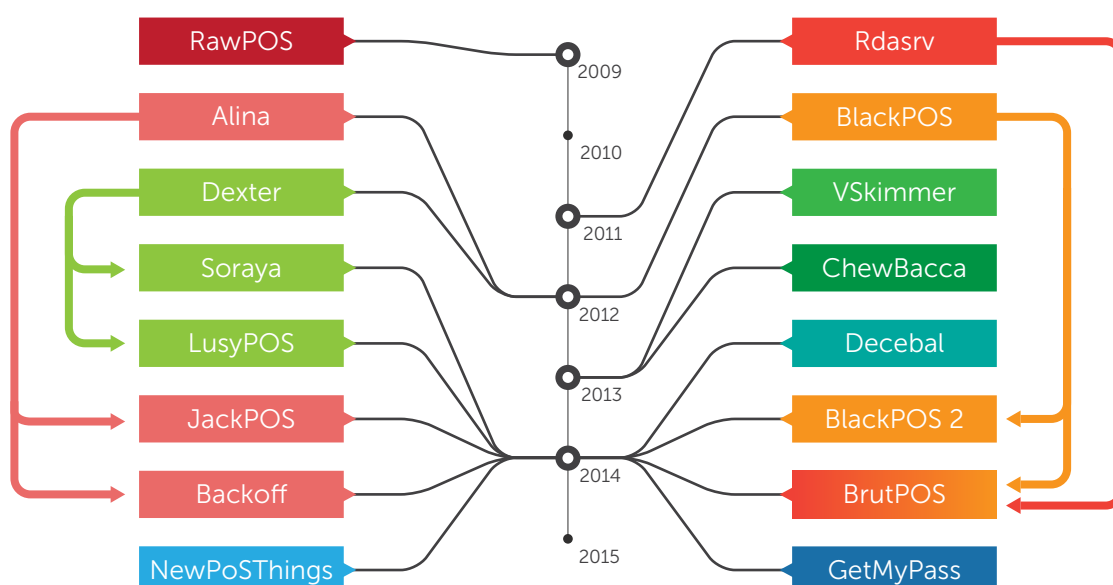 RawPOS
Alina
Dexter
Soraya
LusyPOS
JackPOS
Backoff
NewPoSThings
2009
2010
2011
2012
2013
2014
2015
Rdasrv
BlackPOS
VSkimmer
ChewBacca
Decebal
BlackPOS 2
BrutPOS
GetMyPass